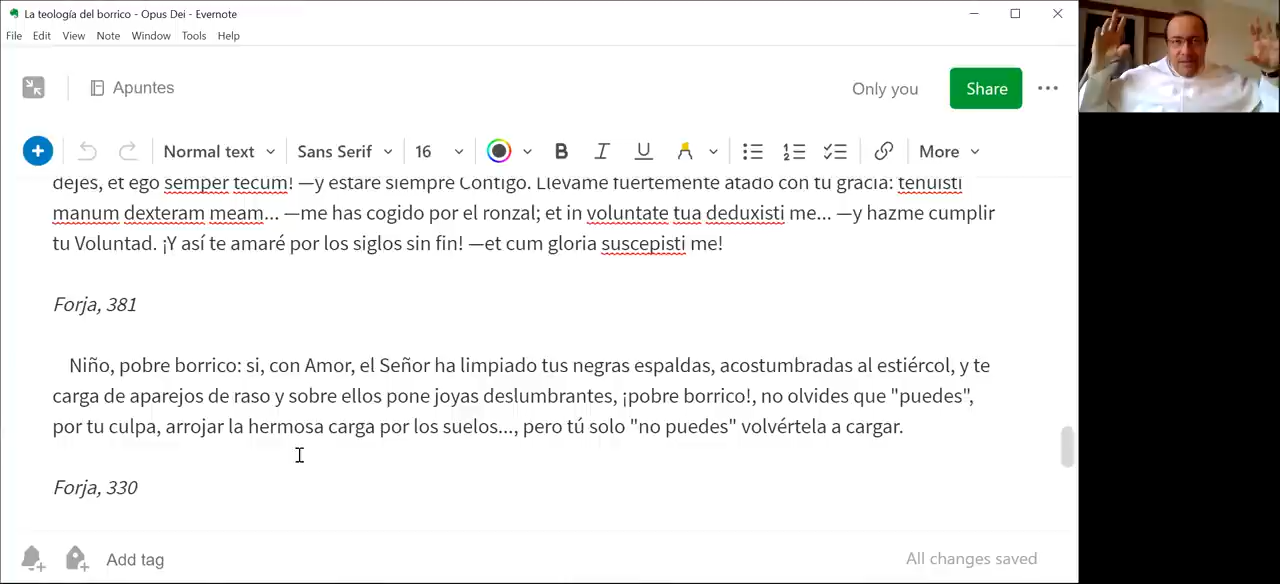 La teología del borrico - Opus Dei - Evernote
File Edit View Note Window Tools Help
Apuntes
Only you
Share
Normal text
Sans Serif
16
B I U
More
dejes, et ego semper tecum! —y estaré siempre Contigo. Llévame fuertemente atado con tu gracia: tenuisti
manum dexteram meam... —me has cogido por el ronzal; et in voluntate tua deduxisti me... —y hazme cumplir
tu Voluntad. ¡Y así te amaré por los siglos sin fin! —et cum gloria suscepisti me!
Forja, 381
Niño, pobre borrico: si, con Amor, el Señor ha limpiado tus negras espaldas, acostumbradas al estiércol, y te
carga de aparejos de raso y sobre ellos pone joyas deslumbrantes, ¡pobre borrico!, no olvides que "puedes",
por tu culpa, arrojar la hermosa carga por los suelos..., pero tú solo "no puedes" volvértela a cargar.
Forja, 330
Add tag
All changes saved